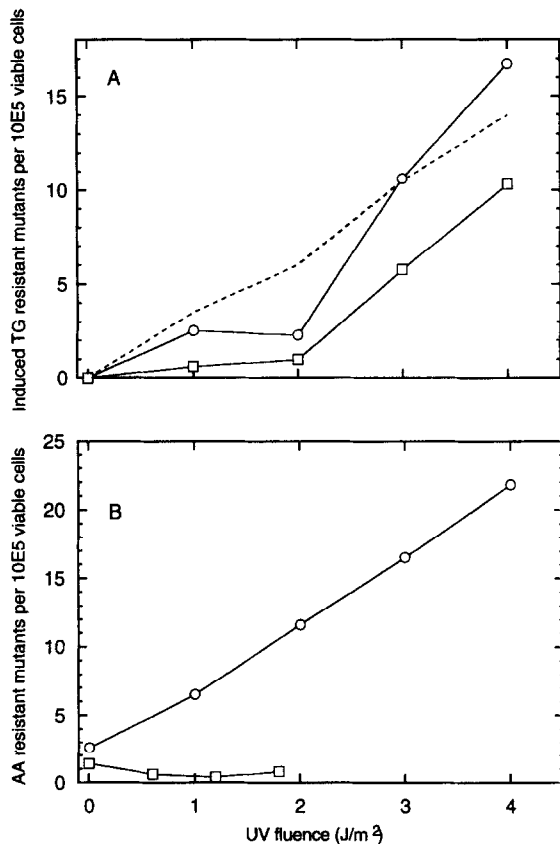 A
Induced TG resistant mutants per 10E5 viable cells
15
10
5
0
B
AA resistant mutants per 10E5 viable cells
25
20
15
10
5
0
0 1 2 3 4
UV fluence (J/m²)